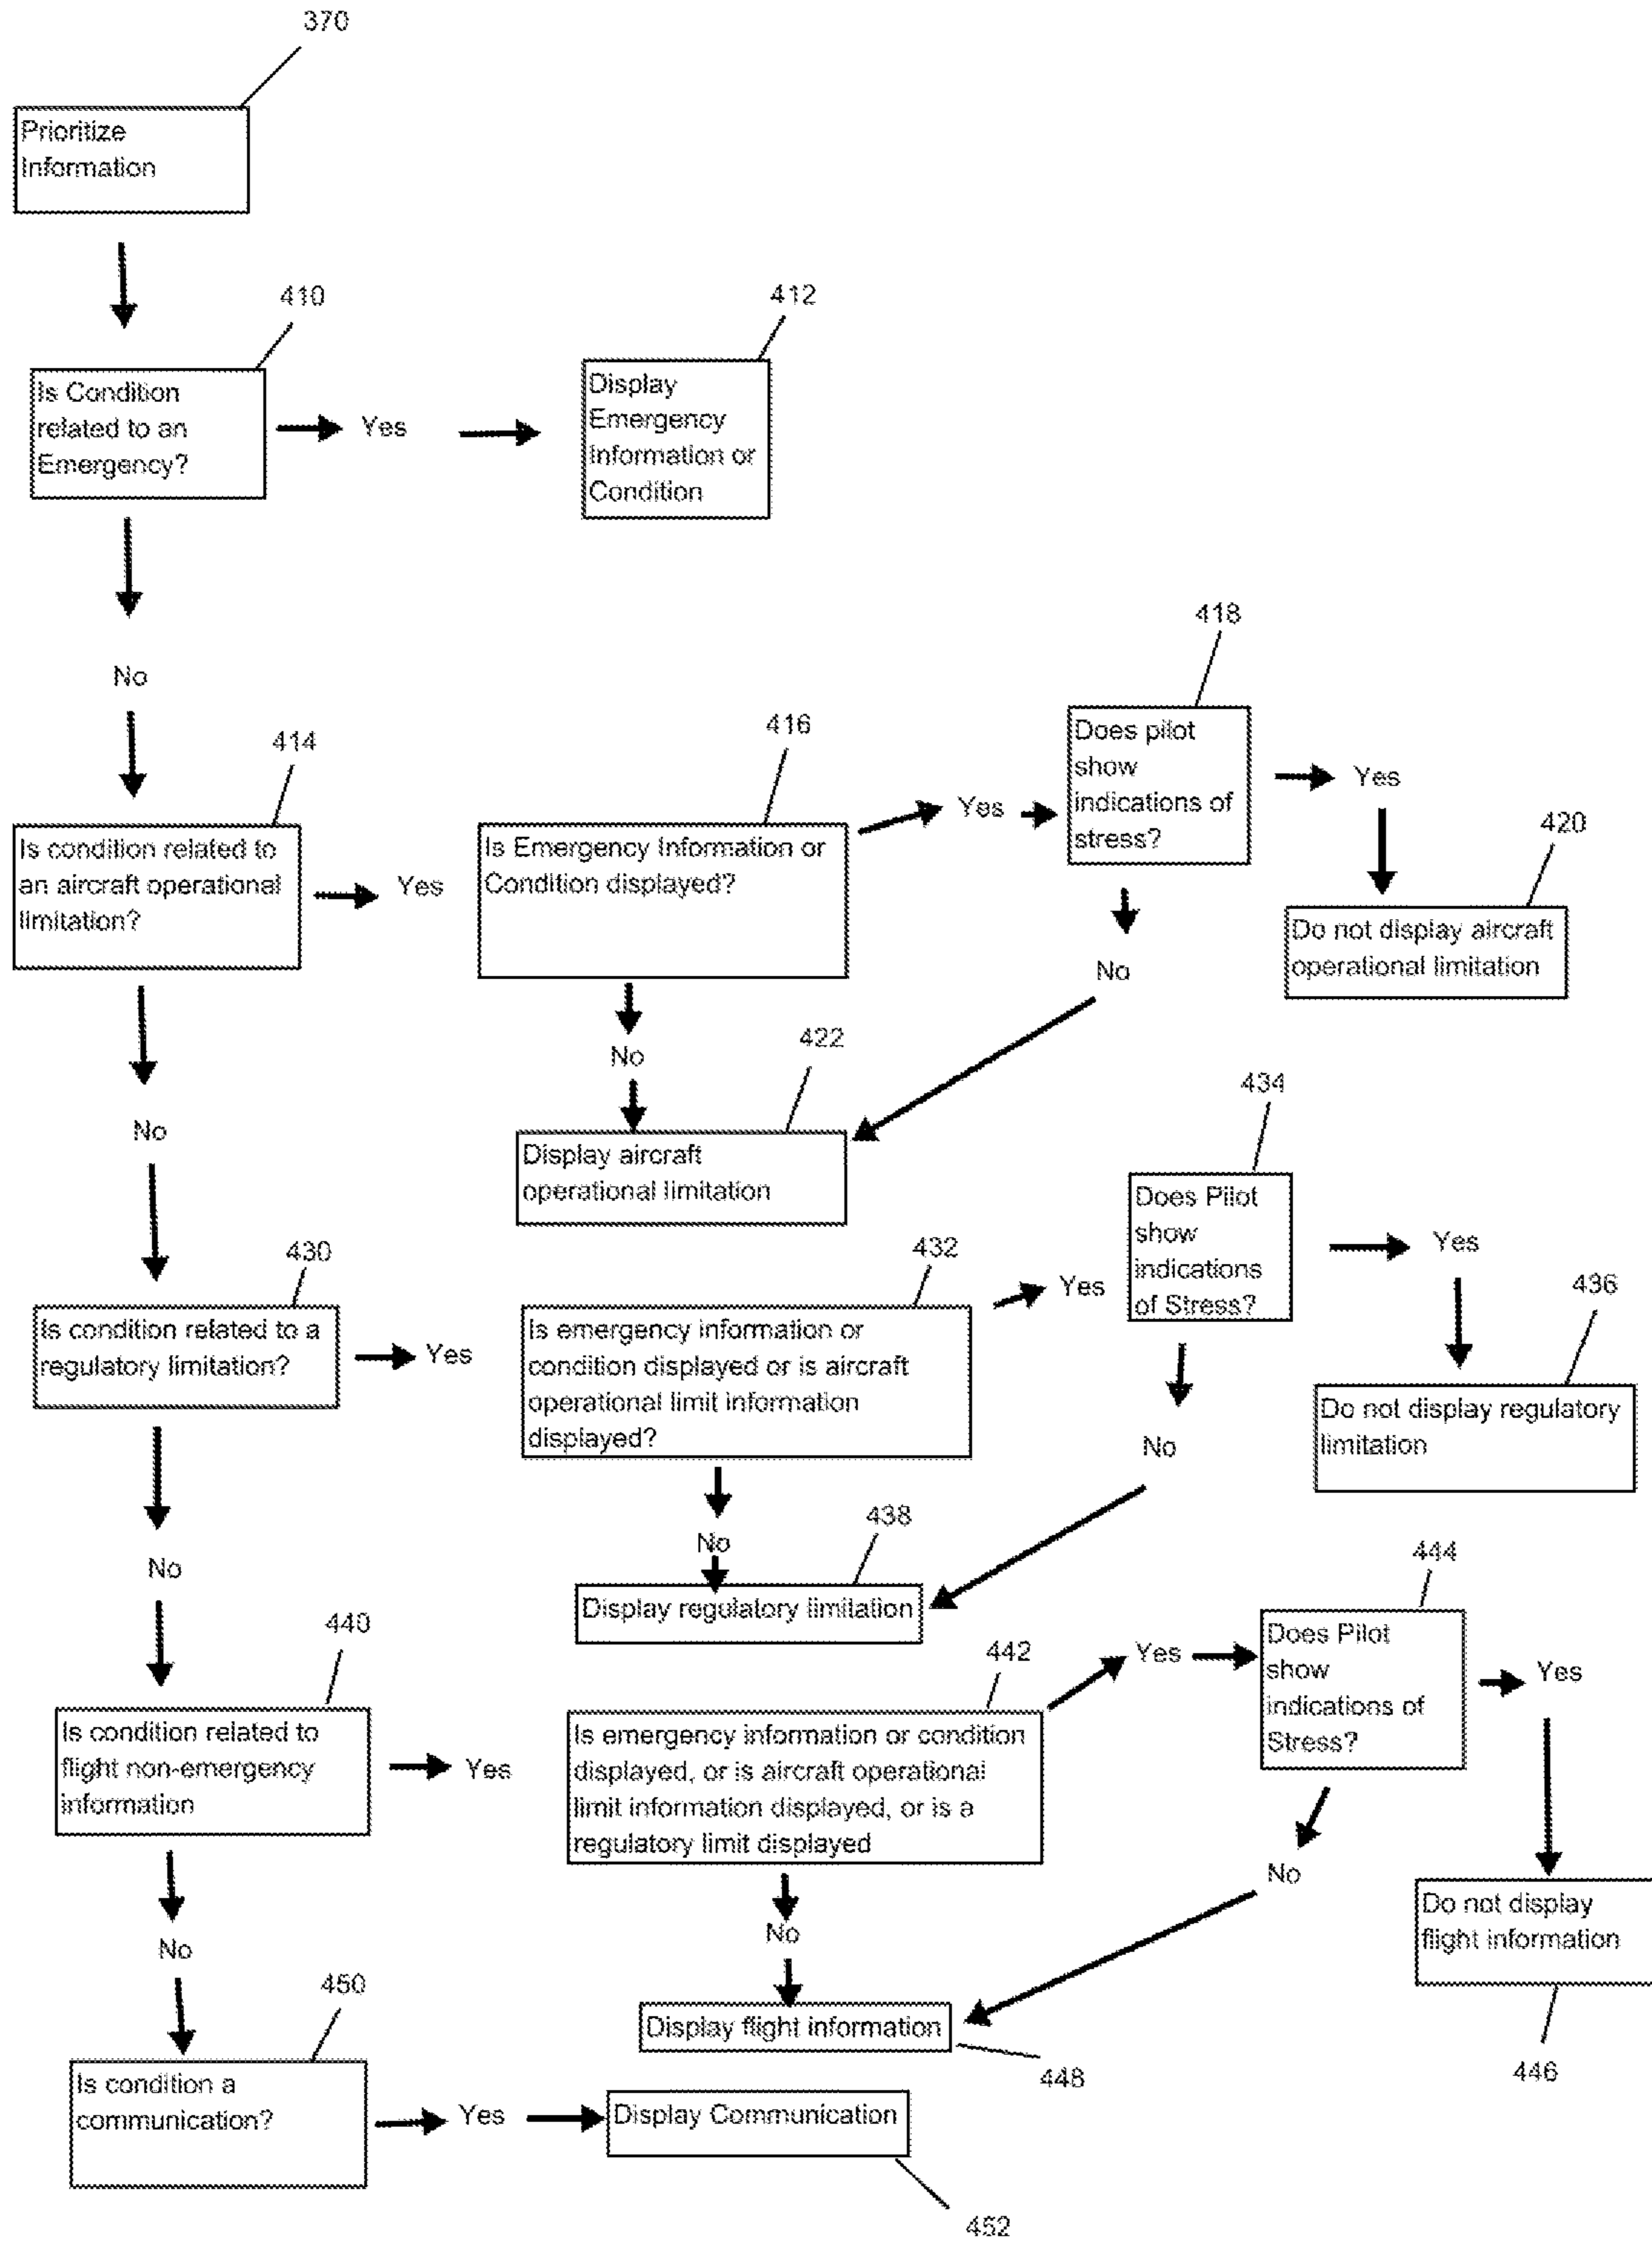 370
Prioritize
Information
410
412
Is Condition
related to an
Emergency?
Yes
Display
Emergency
Information or
Condition
No
418
414
416
Does pilot
show
indications of
stress?
Yes
420
Is condition related to
an aircraft operational
limitation?
Yes
Is Emergency Information or
Condition displayed?
Yes
Do not display aircraft
operational limitation
No
No
422
434
No
Display aircraft
operational limitation
Does Pilot
show
indications
of Stress?
Yes
430
432
436
Is condition related to a
regulatory limitation?
Yes
Is emergency information or
condition displayed or is aircraft
operational limit information
displayed?
Yes
Do not display regulatory
limitation
No
No
438
No
Display regulatory limitation
444
440
442
Does Pilot
show
indications of
Stress?
Yes
Yes
Is condition related to
flight non-emergency
information
Yes
Is emergency information or condition
displayed, or is aircraft operational
limit information displayed, or is a
regulatory limit displayed
No
No
Do not display
flight information
No
450
Display flight information
448
446
Is condition a
communication?
Yes
Display Communication
452